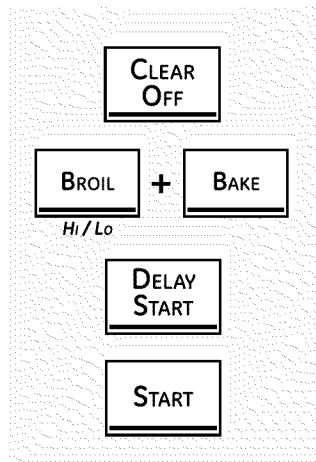 CLEAR
OFF
BROIL + BAKE
HI / LO
DELAY
START
START